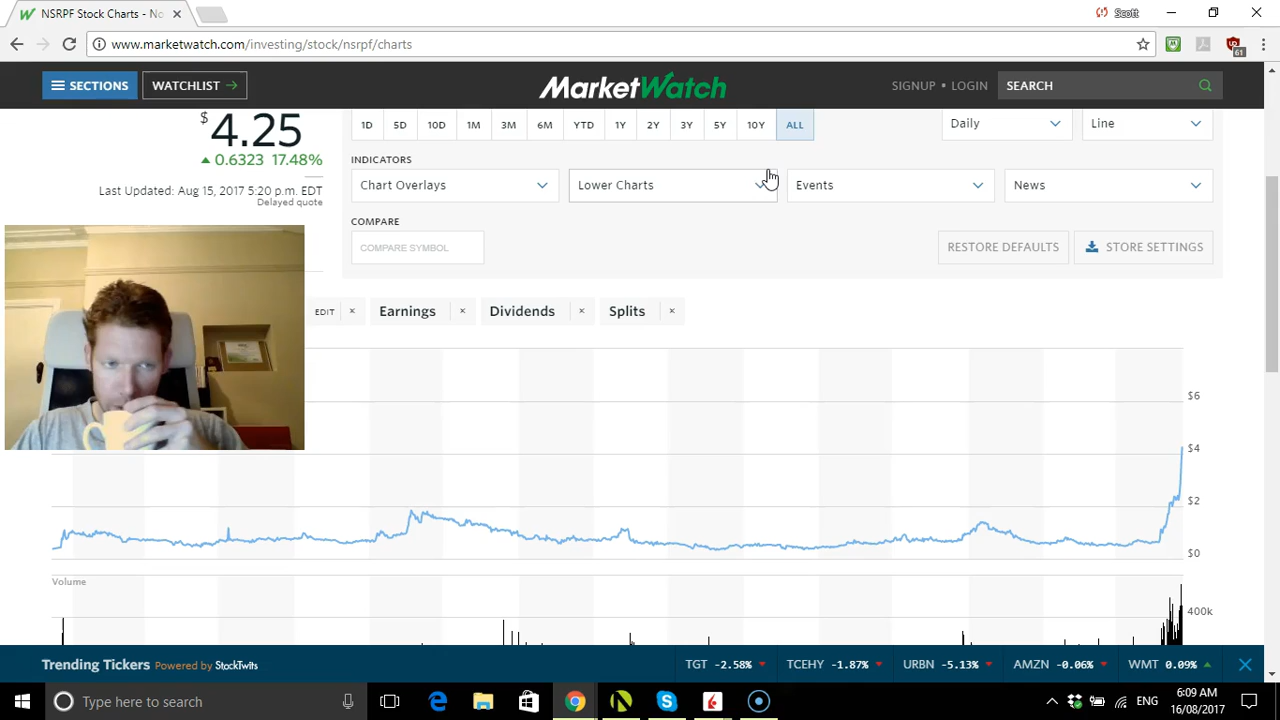 NSRPF Stock Charts - No
Scott
www.marketwatch.com/investing/stock/nsrpf/charts
61
SECTIONS
WATCHLIST
MarketWatch
SIGNUP • LOGIN
SEARCH
$ 4.25
0.6323 17.48%
Last Updated: Aug 15, 2017 5:20 p.m. EDT
Delayed quote
1D 5D 10D 1M 3M 6M YTD 1Y 2Y 3Y 5Y 10Y ALL
Daily
Line
INDICATORS
Chart Overlays
Lower Charts
Events
News
COMPARE
COMPARE SYMBOL
RESTORE DEFAULTS
STORE SETTINGS
EDIT ×
Earnings ×
Dividends ×
Splits ×
$6
$4
$2
$0
Volume
400k
Trending Tickers Powered by StockTwits
TGT -2.58%
TCEHY -1.87%
URBN -5.13%
AMZN -0.06%
WMT 0.09%
Type here to search
ENG
6:09 AM
16/08/2017